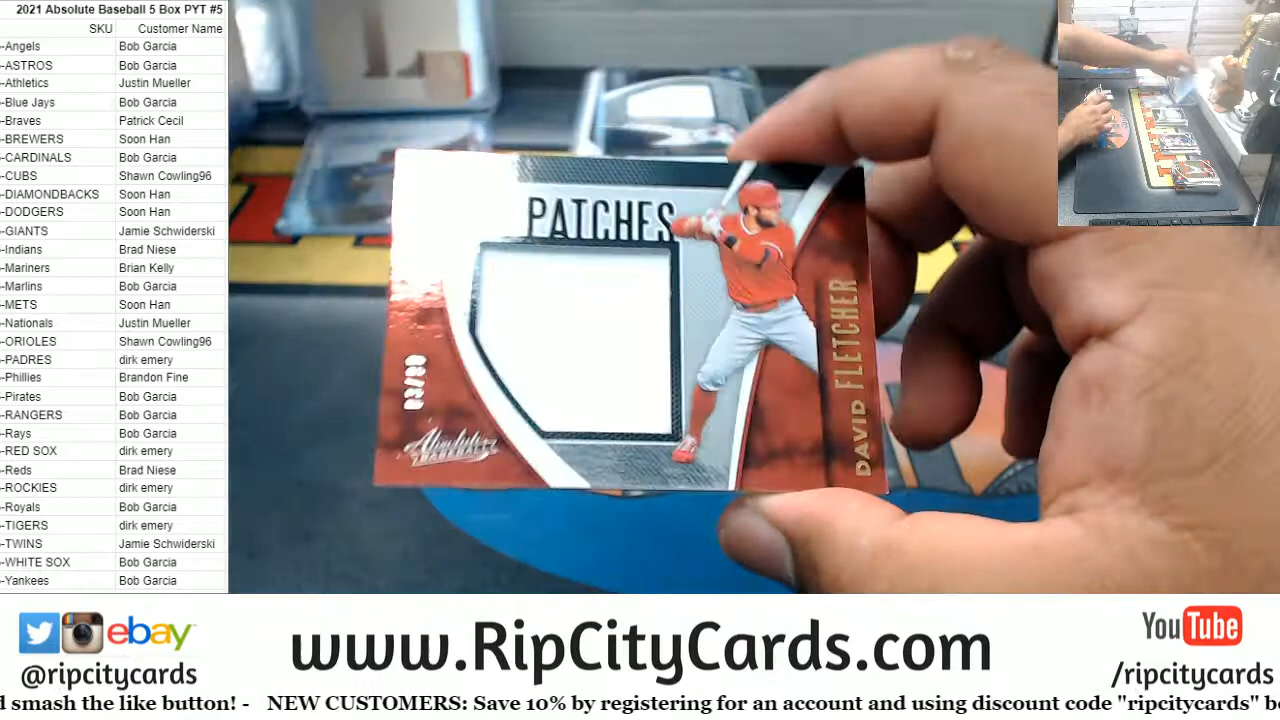 2021 Absolute Baseball 5 Box PYT #5
SKU Customer Name
-Angels Bob Garcia
-ASTROS Bob Garcia
-Athletics Justin Mueller
-Blue Jays Bob Garcia
-Braves Patrick Cecil
-BREWERS Soon Han
-CARDINALS Bob Garcia
-CUBS Shawn Cowling96
-DIAMONDBACKS Soon Han
-DODGERS Soon Han
-GIANTS Jamie Schwiderski
-Indians Brad Niese
-Mariners Brian Kelly
-Marlins Bob Garcia
-METS Soon Han
-Nationals Justin Mueller
-ORIOLES Shawn Cowling96
-PADRES dirk emery
-Phillies Brandon Fine
-Pirates Bob Garcia
-RANGERS Bob Garcia
-Rays Bob Garcia
-RED SOX dirk emery
-Reds Brad Niese
-ROCKIES dirk emery
-Royals Bob Garcia
-TIGERS dirk emery
-TWINS Jamie Schwiderski
-WHITE SOX Bob Garcia
-Yankees Bob Garcia
PATCHES
DAVID FLETCHER
Absolute
ebay
@ripcitycards
www.RipCityCards.com
YouTube
/ripcitycards
d smash the like button! - NEW CUSTOMERS: Save 10% by registering for an account and using discount code "ripcitycards" b